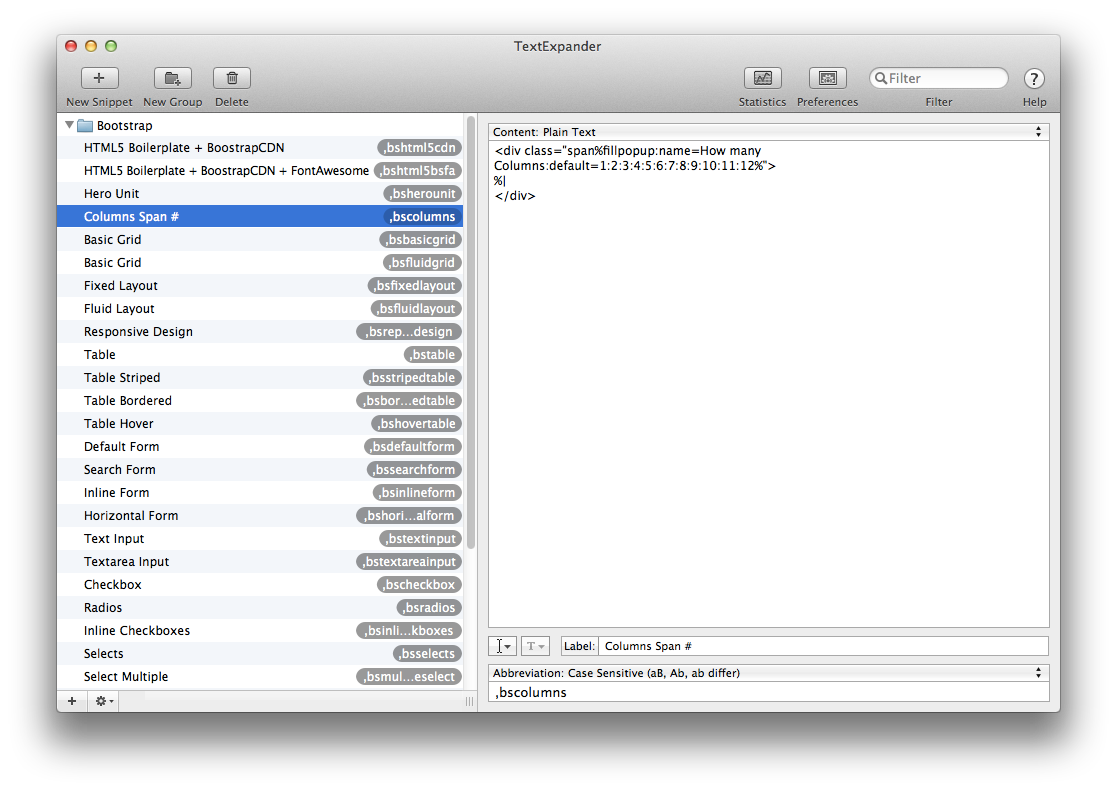 TextExpander
New Snippet New Group Delete Statistics Preferences Filter Filter ? Help
Bootstrap
HTML5 Boilerplate + BoostrapCDN ,bshtml5cdn
HTML5 Boilerplate + BoostrapCDN + FontAwesome ,bshtml5bsfa
Hero Unit ,bsherounit
Columns Span # ,bscolumns
Basic Grid ,bsbasicgrid
Basic Grid ,bsfluidgrid
Fixed Layout ,bsfixedlayout
Fluid Layout ,bsfluidlayout
Responsive Design ,bsrep...design
Table ,bstable
Table Striped ,bsstripedtable
Table Bordered ,bsbor...edtable
Table Hover ,bshovertable
Default Form ,bsdefaultform
Search Form ,bssearchform
Inline Form ,bsinlineform
Horizontal Form ,bshori...alform
Text Input ,bstextinput
Textarea Input ,bstextareainput
Checkbox ,bscheckbox
Radios ,bsradios
Inline Checkboxes ,bsinli...kboxes
Selects ,bsselects
Select Multiple ,bsmul...eselect
Content: Plain Text
<div class="span%fillpopup:name=How many
Columns:default=1:2:3:4:5:6:7:8:9:10:11:12%">
%|
</div>
T
Label: Columns Span #
Abbreviation: Case Sensitive (aB, Ab, ab differ)
,bscolumns